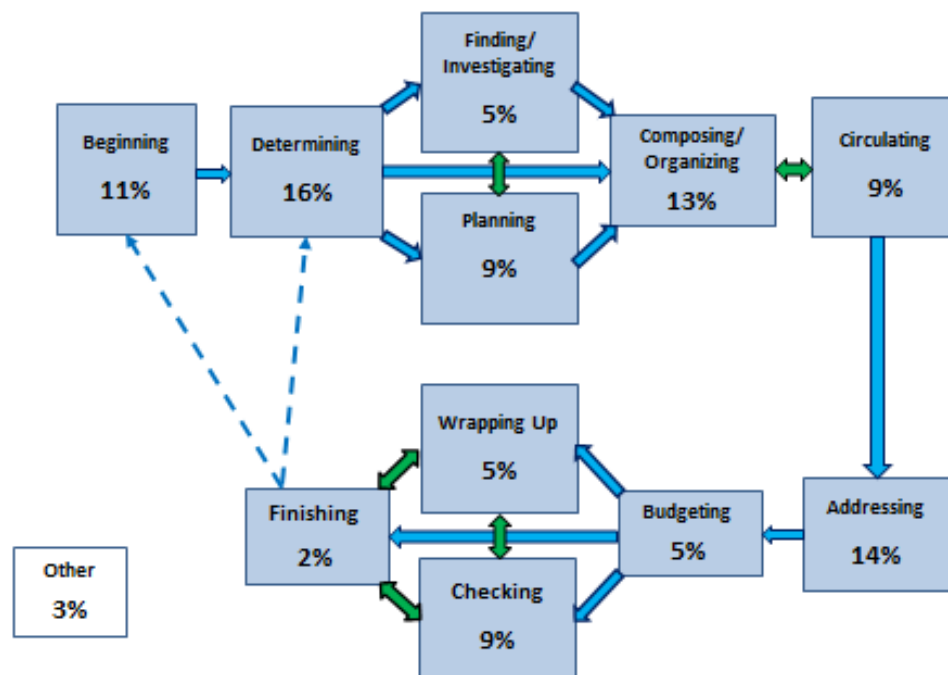 Beginning
11%
Determining
16%
Finding/
Investigating
5%
Planning
9%
Composing/
Organizing
13%
Circulating
9%
Wrapping Up
5%
Finishing
2%
Checking
9%
Budgeting
5%
Addressing
14%
Other
3%